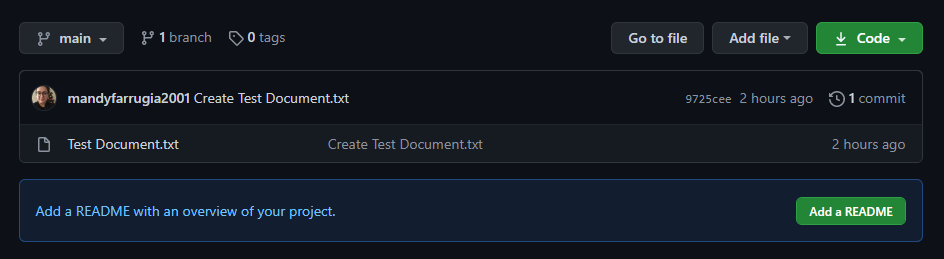 main 1 branch 0 tags Go to file Add file Code
mandyfarrugia2001 Create Test Document.txt 9725cee 2 hours ago 1 commit
Test Document.txt Create Test Document.txt 2 hours ago
Add a README with an overview of your project. Add a README